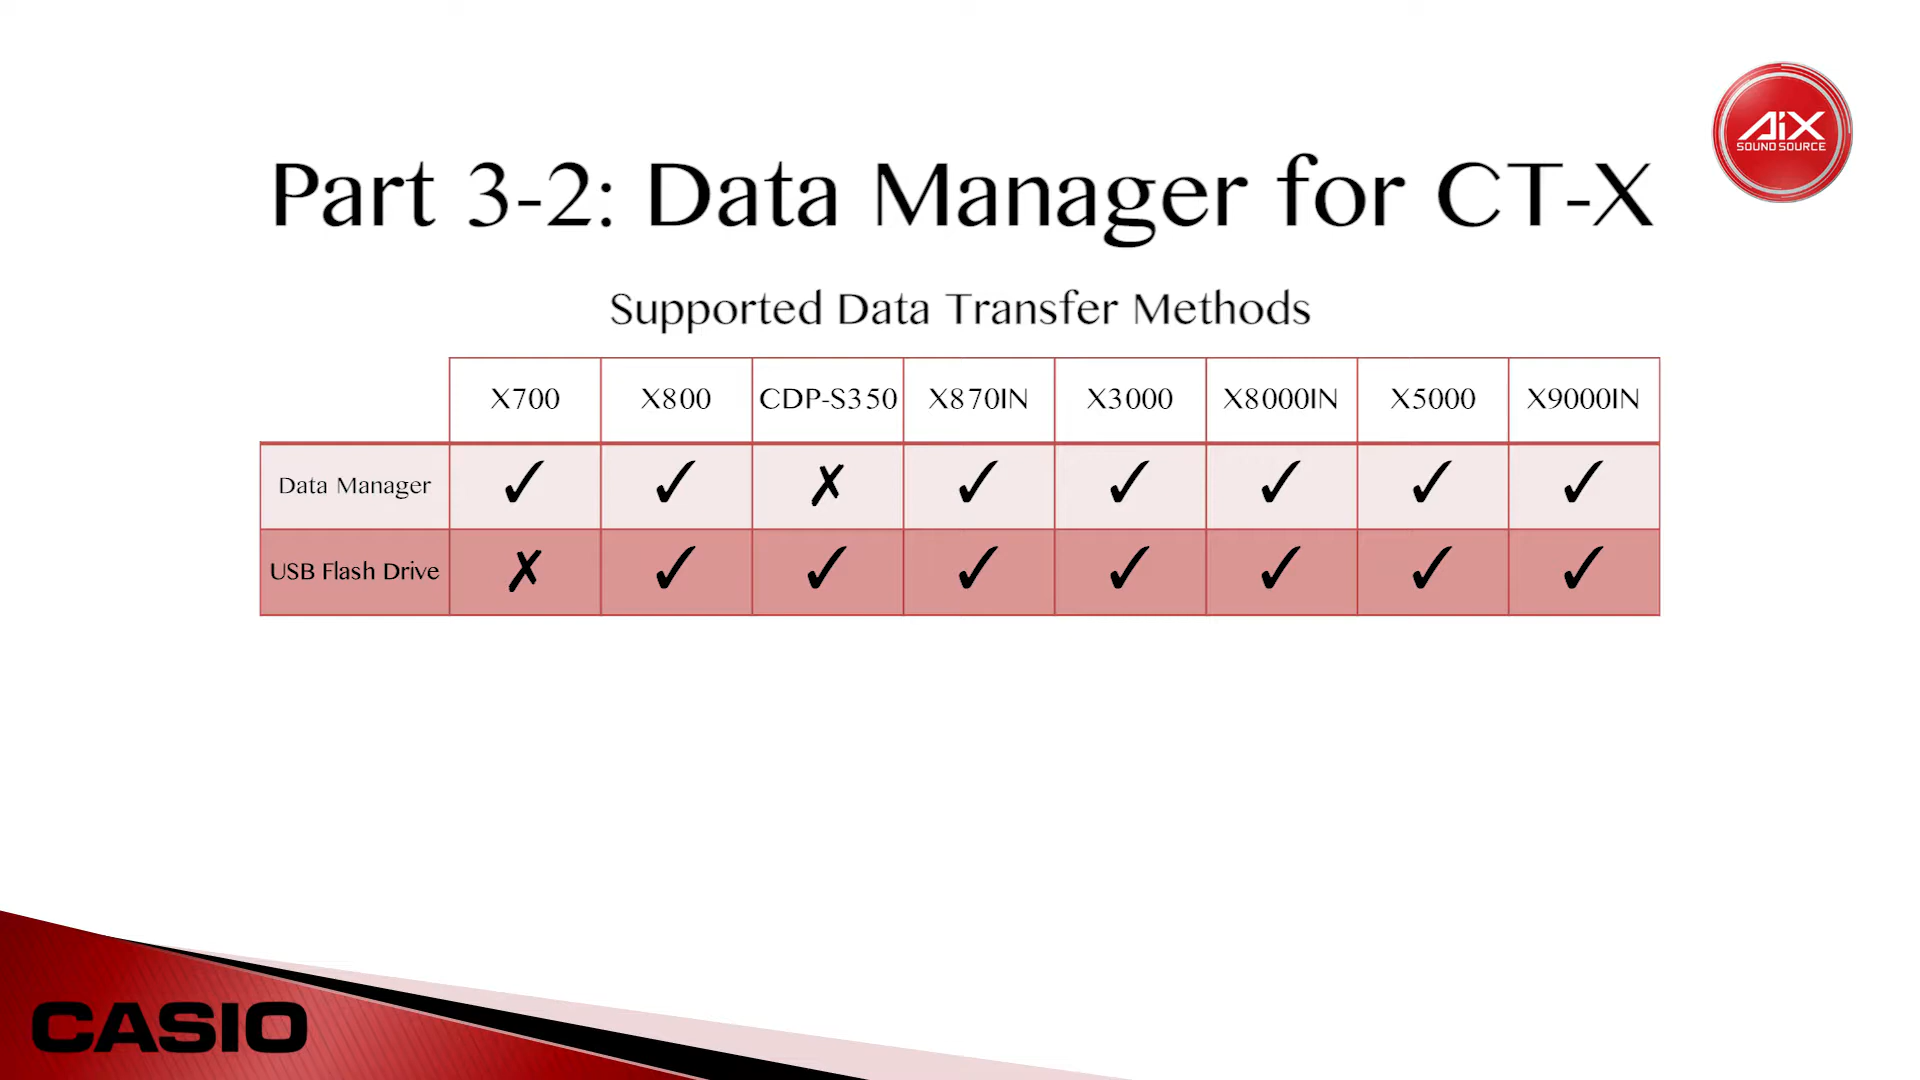 AiX
SOUND SOURCE
Part 3-2: Data Manager for CT-X
Supported Data Transfer Methods
X700 X800 CDP-S350 X870IN X3000 X8000IN X5000 X9000IN
Data Manager ✓ ✓ ✗ ✓ ✓ ✓ ✓ ✓
USB Flash Drive ✗ ✓ ✓ ✓ ✓ ✓ ✓ ✓
CASIO